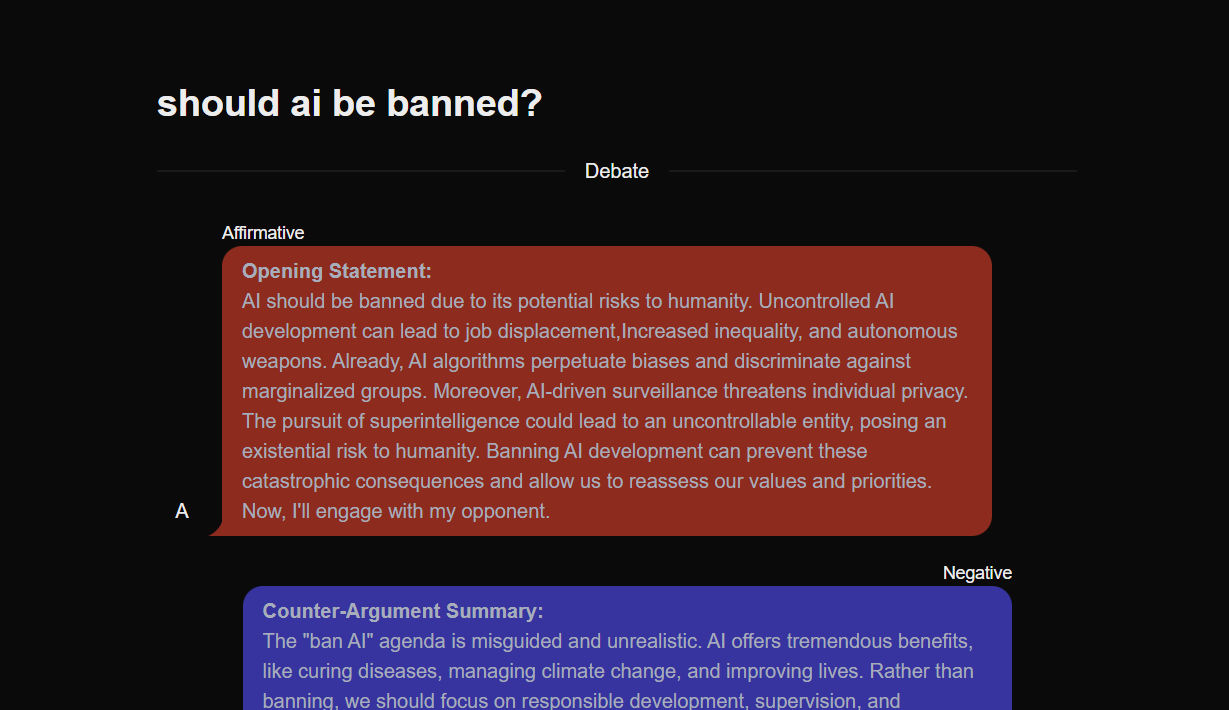 should ai be banned?
Debate
Affirmative
Opening Statement:
AI should be banned due to its potential risks to humanity. Uncontrolled AI
development can lead to job displacement,Increased inequality, and autonomous
weapons. Already, AI algorithms perpetuate biases and discriminate against
marginalized groups. Moreover, AI-driven surveillance threatens individual privacy.
The pursuit of superintelligence could lead to an uncontrollable entity, posing an
existential risk to humanity. Banning AI development can prevent these
catastrophic consequences and allow us to reassess our values and priorities.
Now, I'll engage with my opponent.
A
Negative
Counter-Argument Summary:
The "ban AI" agenda is misguided and unrealistic. AI offers tremendous benefits,
like curing diseases, managing climate change, and improving lives. Rather than
banning, we should focus on responsible development, supervision, and